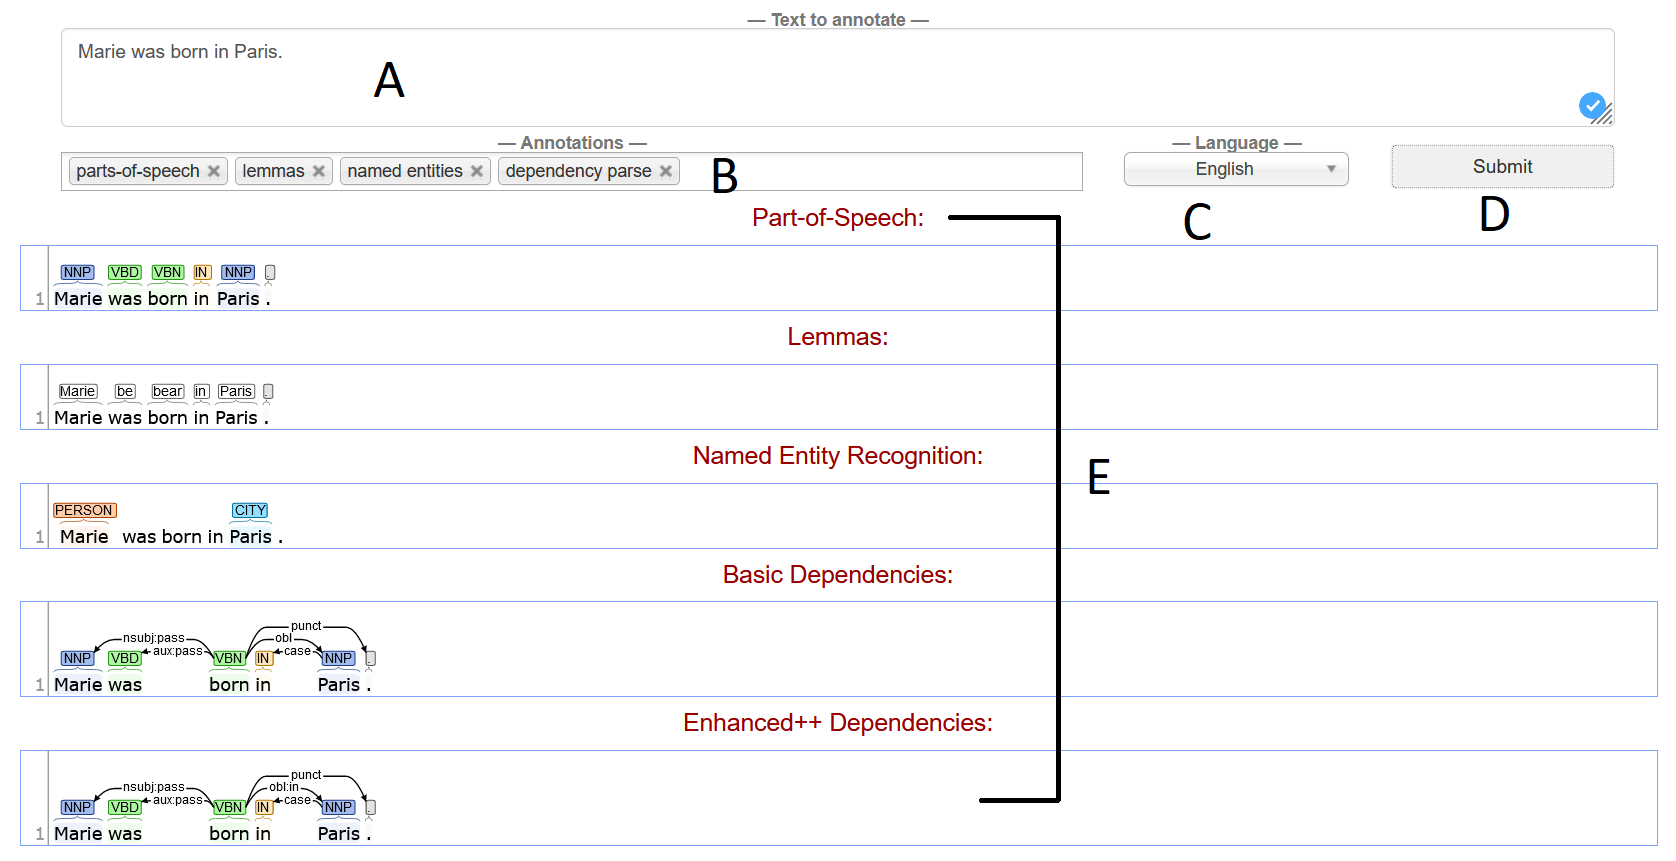 — Text to annotate —
Marie was born in Paris.
A
— Annotations — — Language —
parts-of-speech × lemmas × named entities × dependency parse × B English ▼ Submit
Part-of-Speech: C D
NNP VBD VBN IN NNP .
1 Marie was born in Paris .
Lemmas:
Marie be bear in Paris .
1 Marie was born in Paris .
Named Entity Recognition: E
PERSON CITY
1 Marie was born in Paris .
Basic Dependencies:
punct
nsubj:pass obl
aux:pass case
NNP VBD VBN IN NNP .
1 Marie was born in Paris .
Enhanced++ Dependencies:
punct
nsubj:pass obl:in
aux:pass case
NNP VBD VBN IN NNP .
1 Marie was born in Paris .